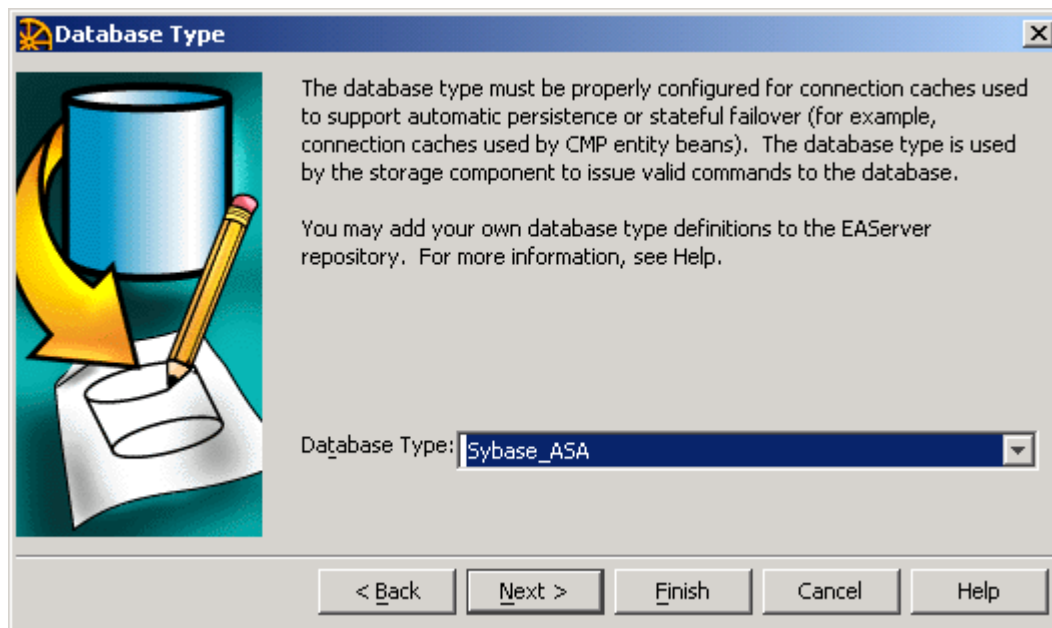 Database Type
The database type must be properly configured for connection caches used
to support automatic persistence or stateful failover (for example,
connection caches used by CMP entity beans).  The database type is used
by the storage component to issue valid commands to the database.
You may add your own database type definitions to the EAServer
repository.  For more information, see Help.
Database Type: Sybase_ASA
< Back Next > Finish Cancel Help